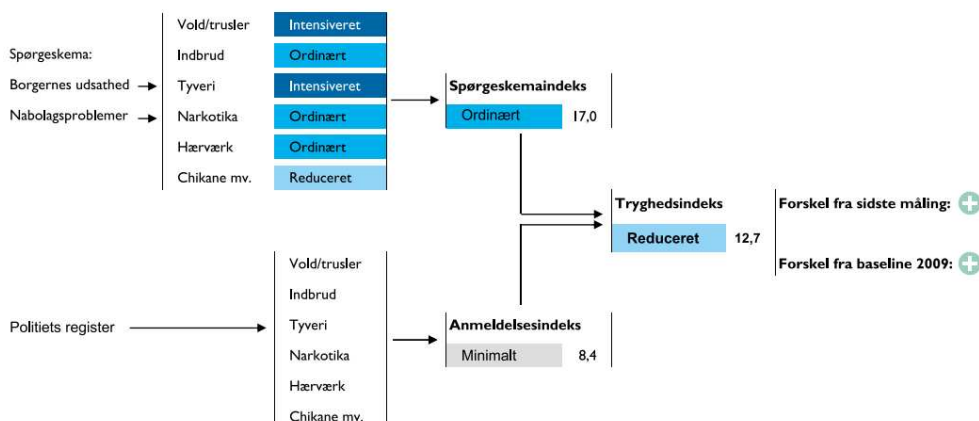 Spørgeskema:
Borgernes udsathed
Nabolagsproblemer
Vold/trusler Intensiveret
Indbrud Ordinært
Tyveri Intensiveret
Narkotika Ordinært
Hærværk Ordinært
Chikane mv. Reduceret
Spørgeskemaindeks
Ordinært 17,0
Tryghedsindeks
Reduceret 12,7
Forskel fra sidste måling:
Forskel fra baseline 2009:
Politiets register
Vold/trusler
Indbrud
Tyveri
Narkotika
Hærværk
Chikane mv.
Anmeldelsesindeks
Minimalt 8,4